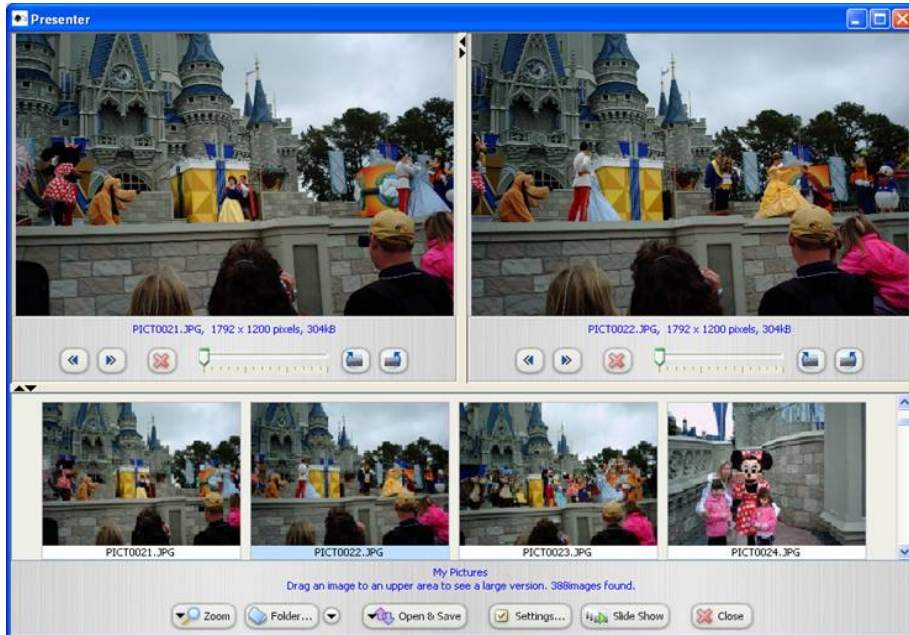 Presenter
PICT0021.JPG, 1792 x 1200 pixels, 304kB
PICT0022.JPG, 1792 x 1200 pixels, 304kB
PICT0021.JPG
PICT0022.JPG
PICT0023.JPG
PICT0024.JPG
My Pictures
Drag an image to an upper area to see a large version. 388images found.
Zoom Folder... Open & Save Settings... Slide Show Close